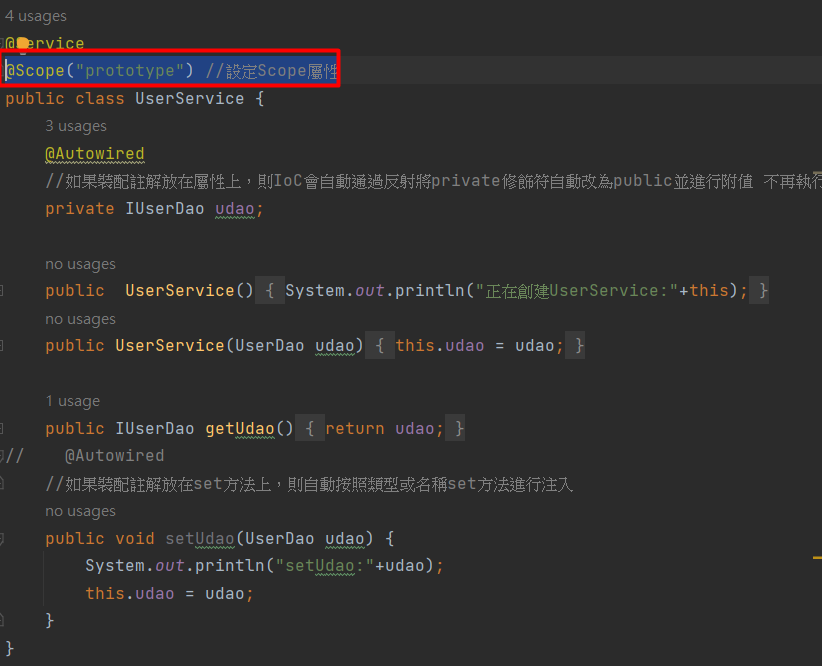 4 usages
@Service
@Scope("prototype") //設定Scope屬性
public class UserService {
3 usages
@Autowired
//如果裝配註解放在屬性上，則IoC會自動通過反射將private修飾符自動改為public並進行附值 不再執行
private IUserDao udao;
no usages
public UserService() { System.out.println("正在創建UserService:"+this); }
no usages
public UserService(UserDao udao) { this.udao = udao; }
1 usage
public IUserDao getUdao() { return udao; }
// @Autowired
//如果裝配註解放在set方法上，則自動按照類型或名稱set方法進行注入
no usages
public void setUdao(UserDao udao) {
System.out.println("setUdao:"+udao);
this.udao = udao;
}
}